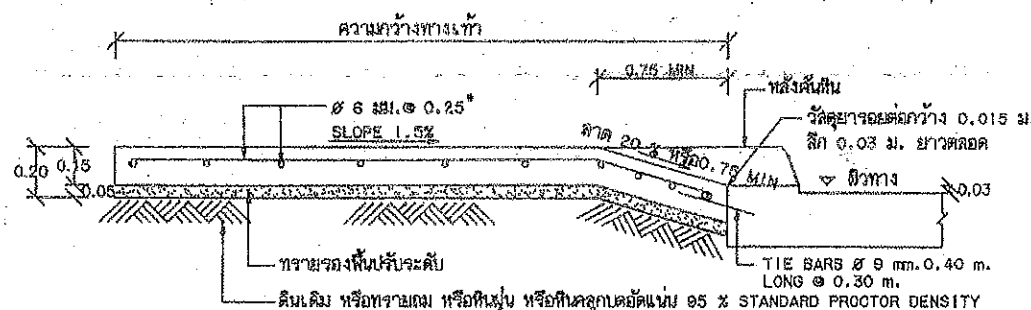 ความกว้างทางเท้า
0.75 MIN.
หลังคันหิน
Ø 6 มม.@ 0.25#
SLOPE 1.5%
วัสดุยารอยต่อกว้าง 0.015 ม
ลึก 0.03 ม. ยาวตลอด
ลาด 20 % หรือ0.75 MIN
0.20
0.15
0.05
ผิวทาง
0.03
ทรายรองพื้นปรับระดับ
TIE BARS Ø 9 mm.0.40 m.
LONG @ 0.30 m.
ดินเดิม หรือทรายถม หรือหินฝุ่น หรือหินคลุกบดอัดแน่น 95 % STANDARD PROCTOR DENSITY